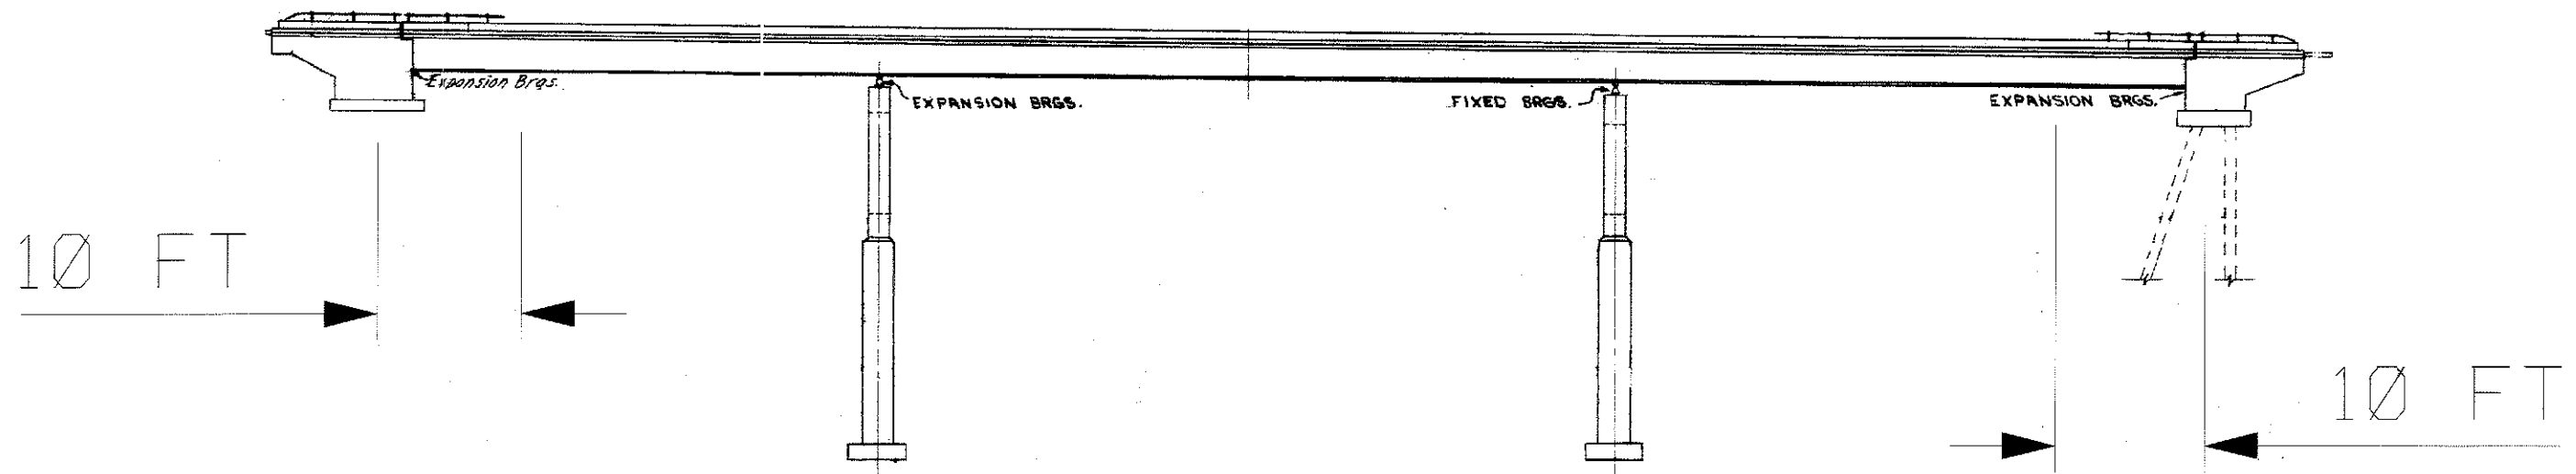 Expansion Brgs.
EXPANSION BRGS.
FIXED BRGS.
EXPANSION BRGS.
10 FT
10 FT